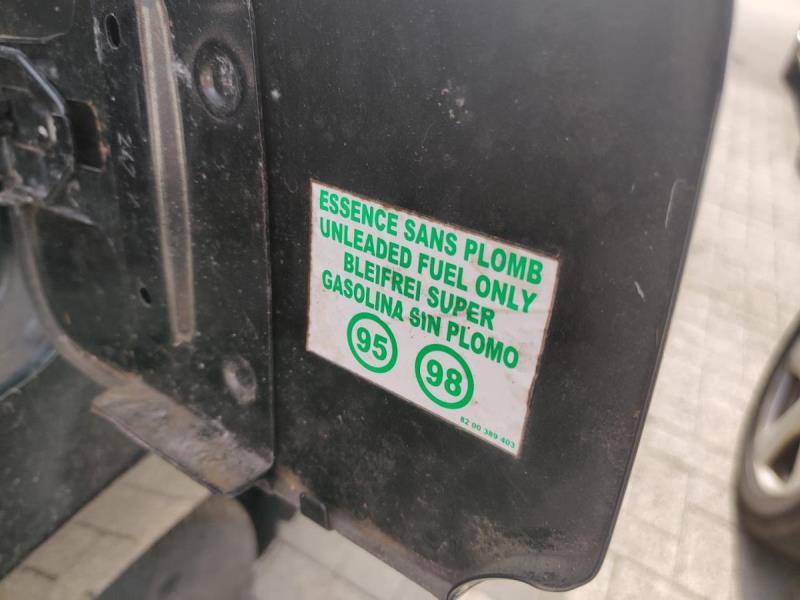 ESSENCE SANS PLOMB
UNLEADED FUEL ONLY
BLEIFREI SUPER
GASOLINA SIN PLOMO
95 98
82 00 389 403